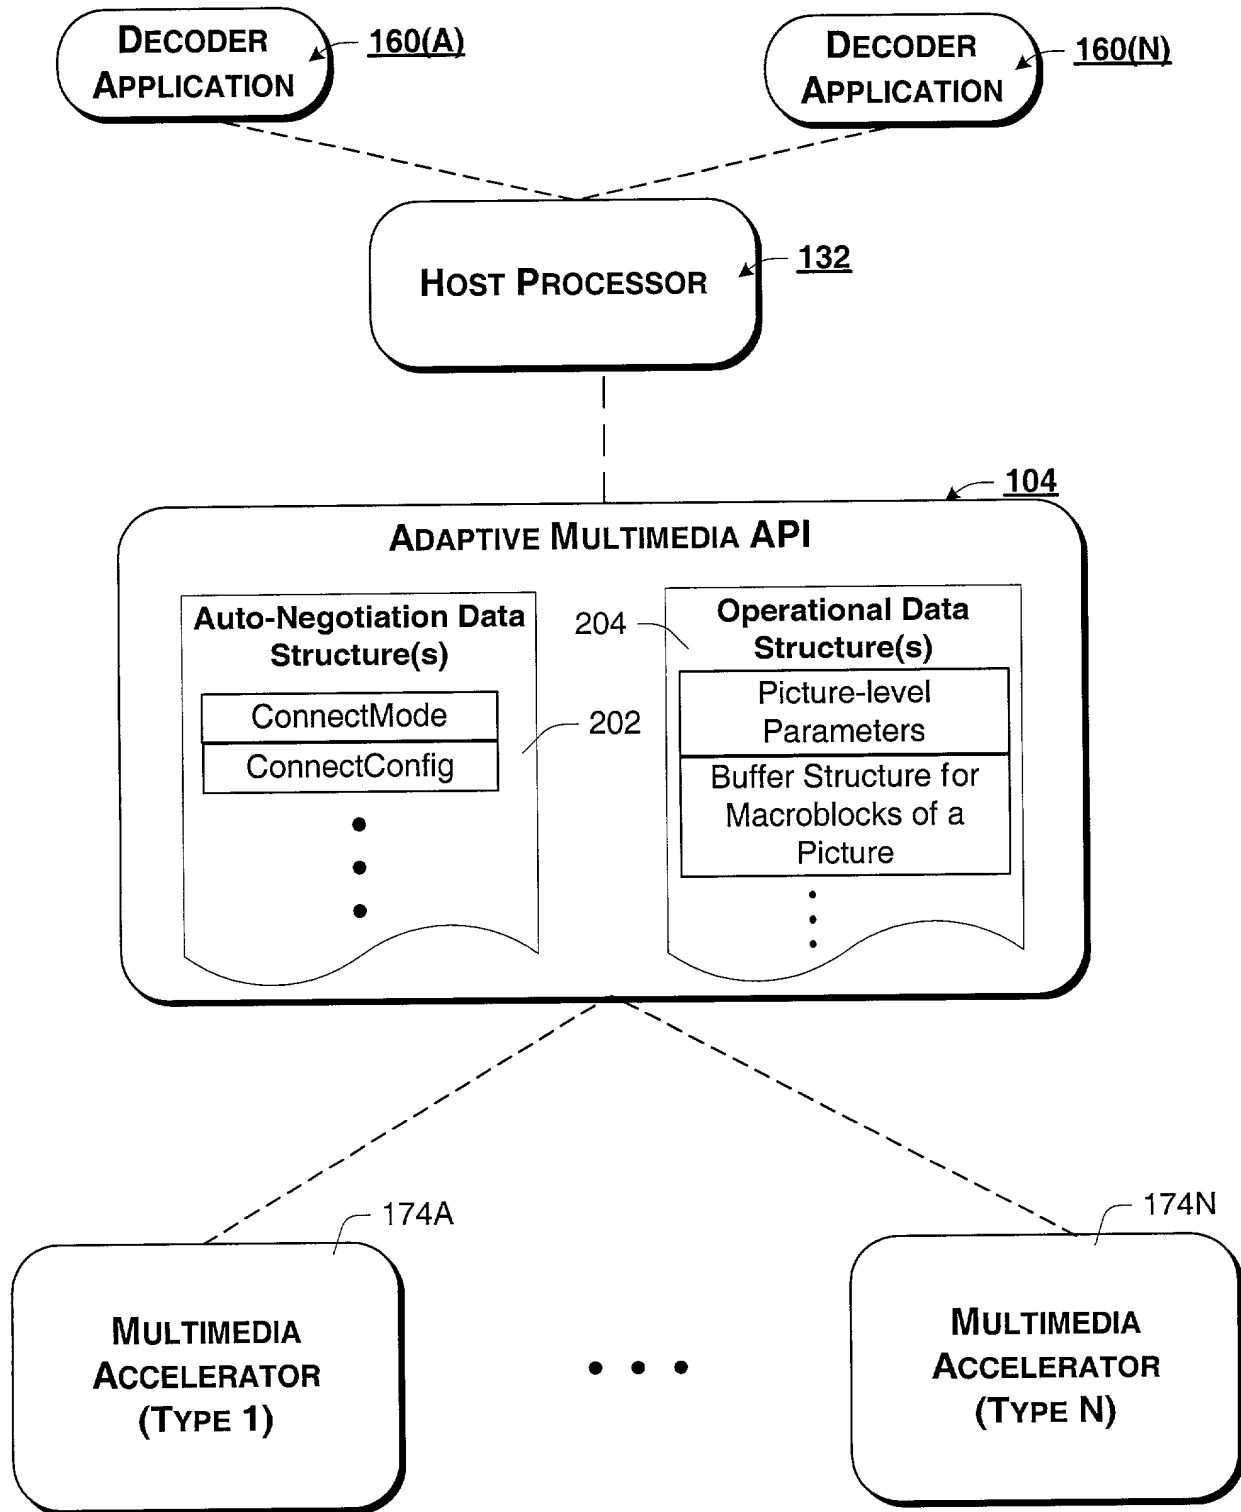 DECODER
APPLICATION
160(A)
DECODER
APPLICATION
160(N)
HOST PROCESSOR
132
104
ADAPTIVE MULTIMEDIA API
Auto-Negotiation Data
Structure(s)
ConnectMode
ConnectConfig
202
204
Operational Data
Structure(s)
Picture-level
Parameters
Buffer Structure for
Macroblocks of a
Picture
174A
MULTIMEDIA
ACCELERATOR
(TYPE 1)
174N
MULTIMEDIA
ACCELERATOR
(TYPE N)